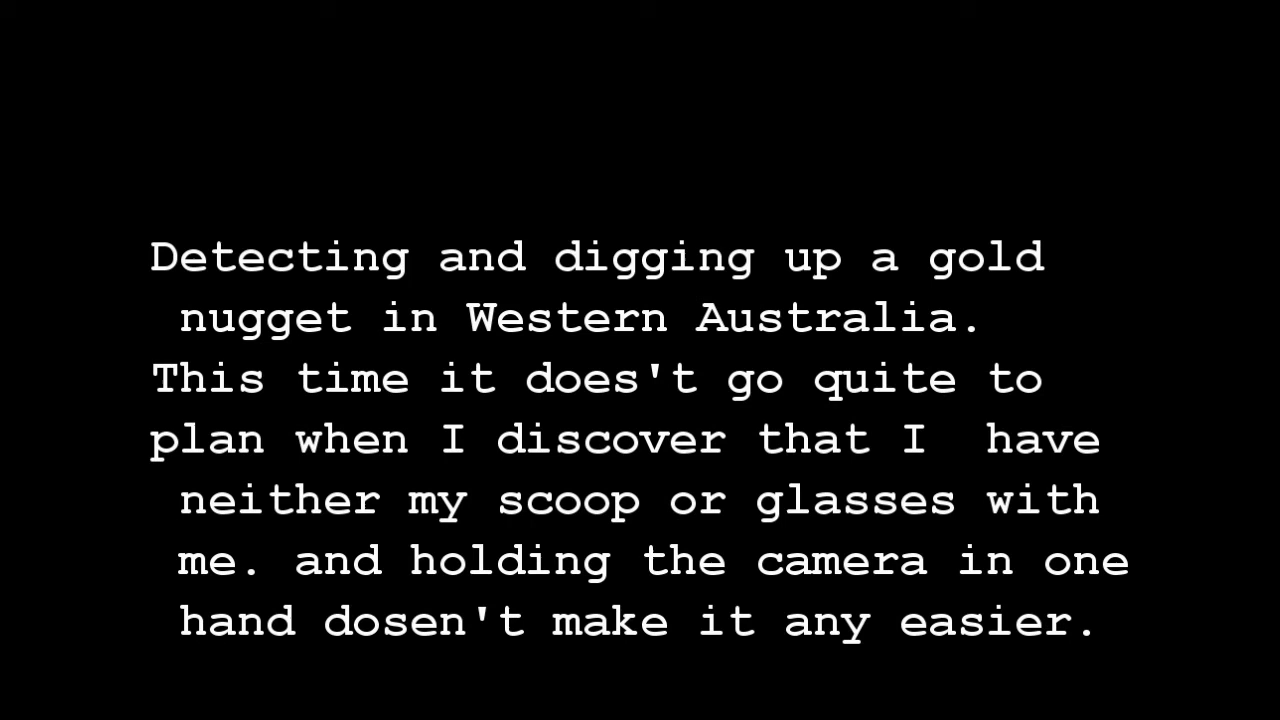 Detecting and digging up a gold
nugget in Western Australia.
This time it does't go quite to
plan when I discover that I  have
neither my scoop or glasses with
me. and holding the camera in one
hand dosen't make it any easier.